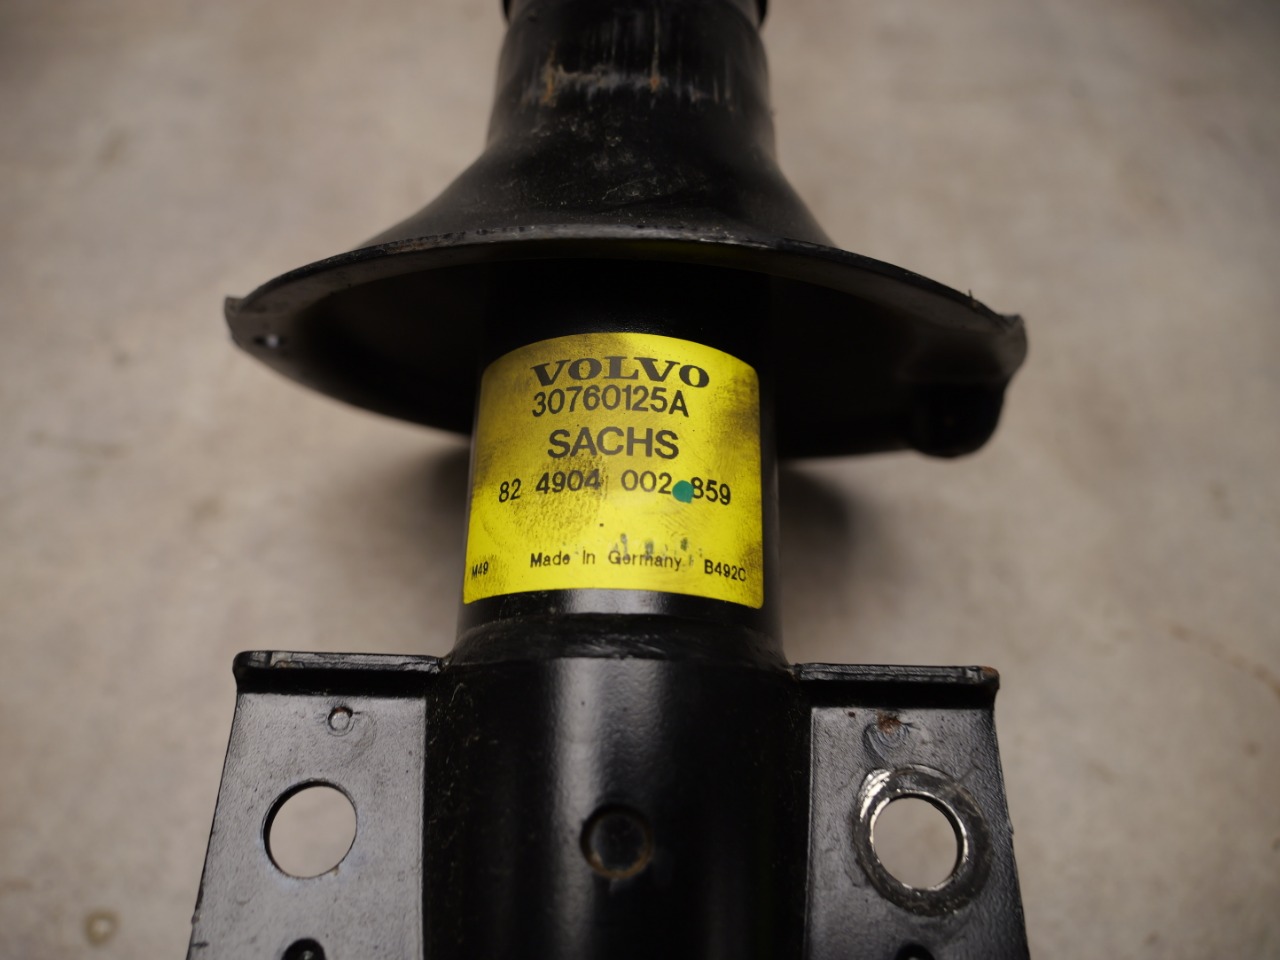 VOLVO
30760125A
SACHS
82 4904 002 859
M49 Made In Germany B492C